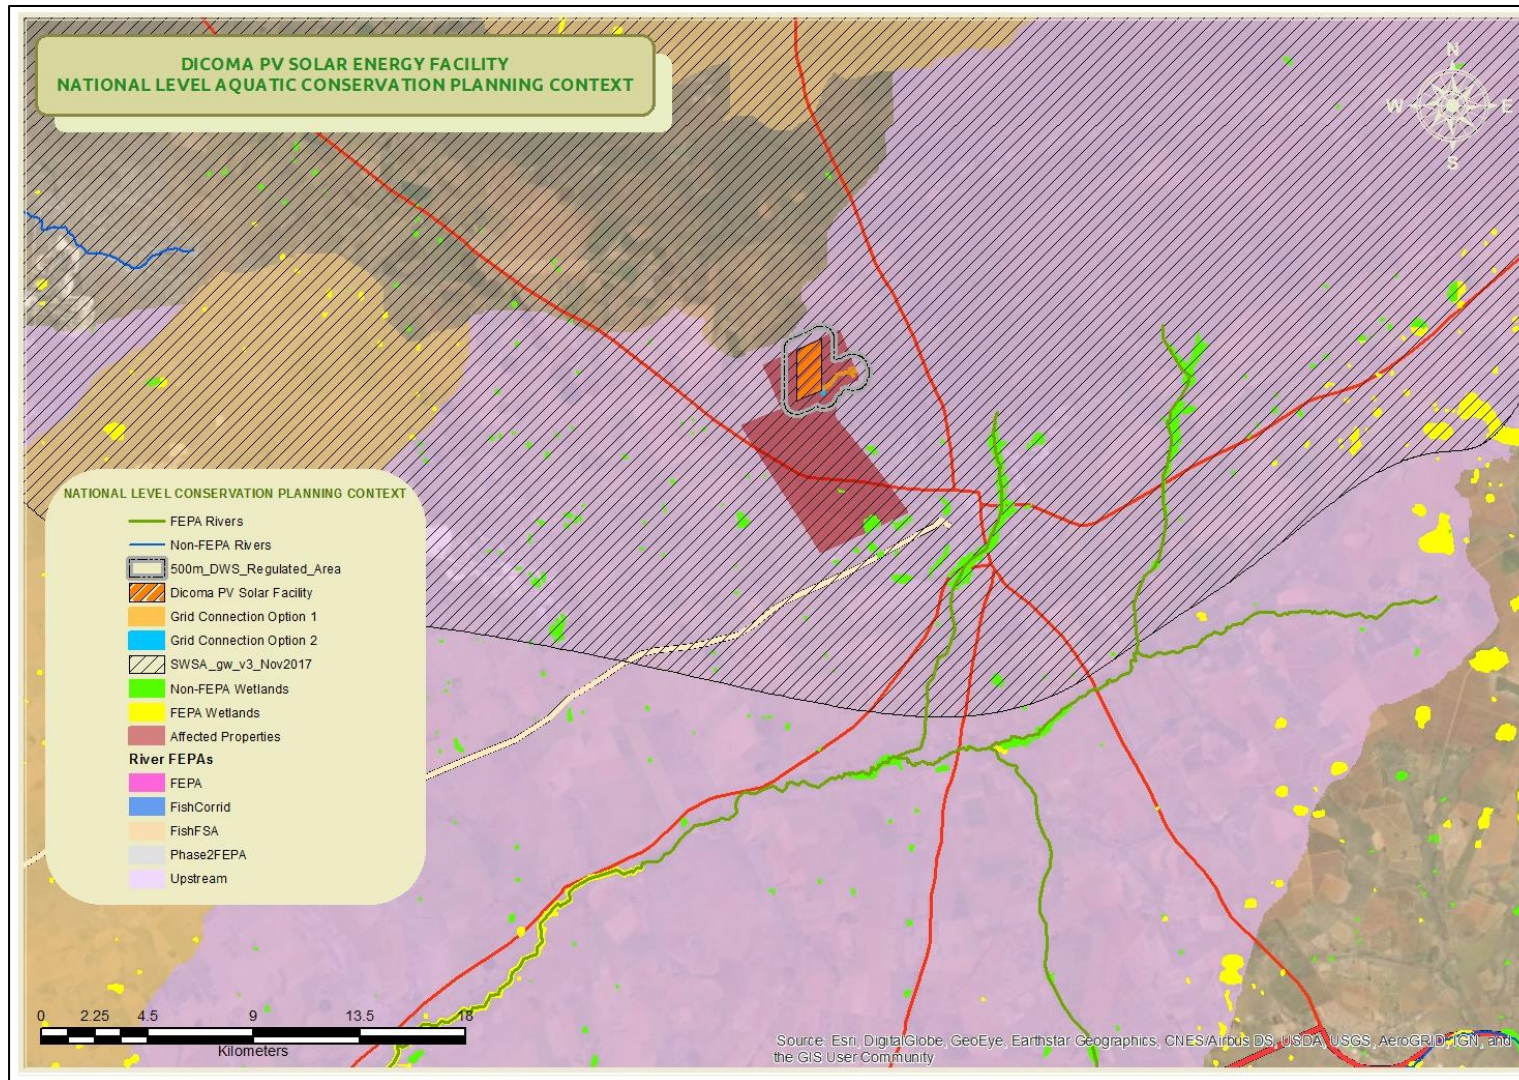 DICOMA PV SOLAR ENERGY FACILITY
NATIONAL LEVEL AQUATIC CONSERVATION PLANNING CONTEXT
N
W
E
S
NATIONAL LEVEL CONSERVATION PLANNING CONTEXT
FEPA Rivers
Non-FEPA Rivers
500m_DWS_Regulated_Area
Dicoma PV Solar Facility
Grid Connection Option 1
Grid Connection Option 2
SWSA_gw_v3_Nov2017
Non-FEPA Wetlands
FEPA Wetlands
Affected Properties
River FEPAs
FEPA
FishCorrid
FishFSA
Phase2FEPA
Upstream
0 2.25 4.5 9 13.5 18
Kilometers
Source: Esri, DigitalGlobe, GeoEye, Earthstar Geographics, CNES/Airbus DS, USDA, USGS, AeroGRID, IGN, and
the GIS User Community